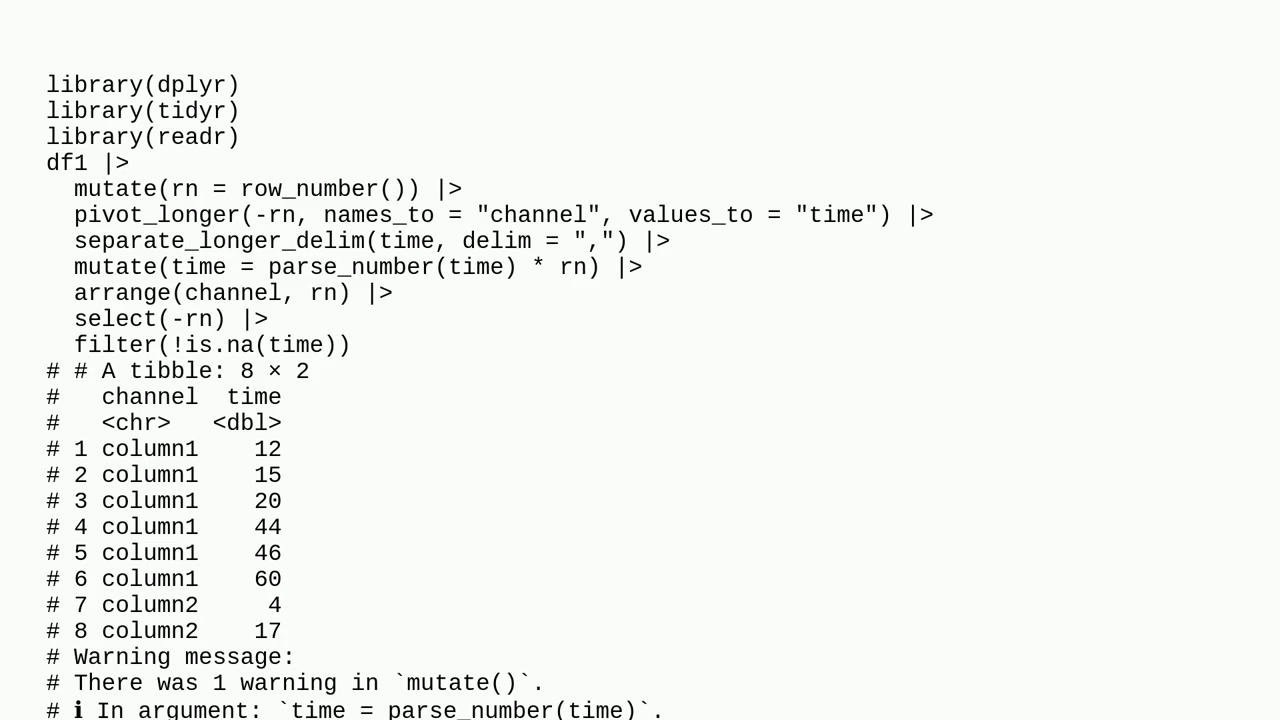 library(dplyr)
library(tidyr)
library(readr)
df1 |>
  mutate(rn = row_number()) |>
  pivot_longer(-rn, names_to = "channel", values_to = "time") |>
  separate_longer_delim(time, delim = ",") |>
  mutate(time = parse_number(time) * rn) |>
  arrange(channel, rn) |>
  select(-rn) |>
  filter(!is.na(time))
# # A tibble: 8 × 2
#   channel  time
#   <chr>   <dbl>
# 1 column1    12
# 2 column1    15
# 3 column1    20
# 4 column1    44
# 5 column1    46
# 6 column1    60
# 7 column2     4
# 8 column2    17
# Warning message:
# There was 1 warning in `mutate()`.
# ℹ In argument: `time = parse_number(time)`.